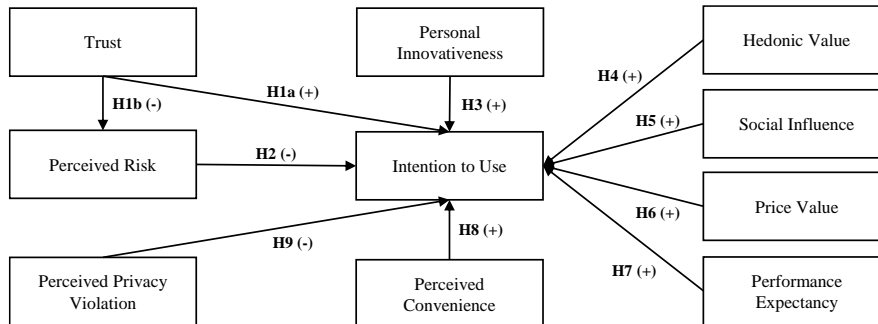 Trust
Personal
Innovativeness
Hedonic Value
H1a (+)
H4 (+)
H1b (-)
H3 (+)
H5 (+)
Social Influence
Perceived Risk
H2 (-)
Intention to Use
H6 (+)
Price Value
H9 (-)
H8 (+)
H7 (+)
Perceived Privacy
Violation
Perceived
Convenience
Performance
Expectancy